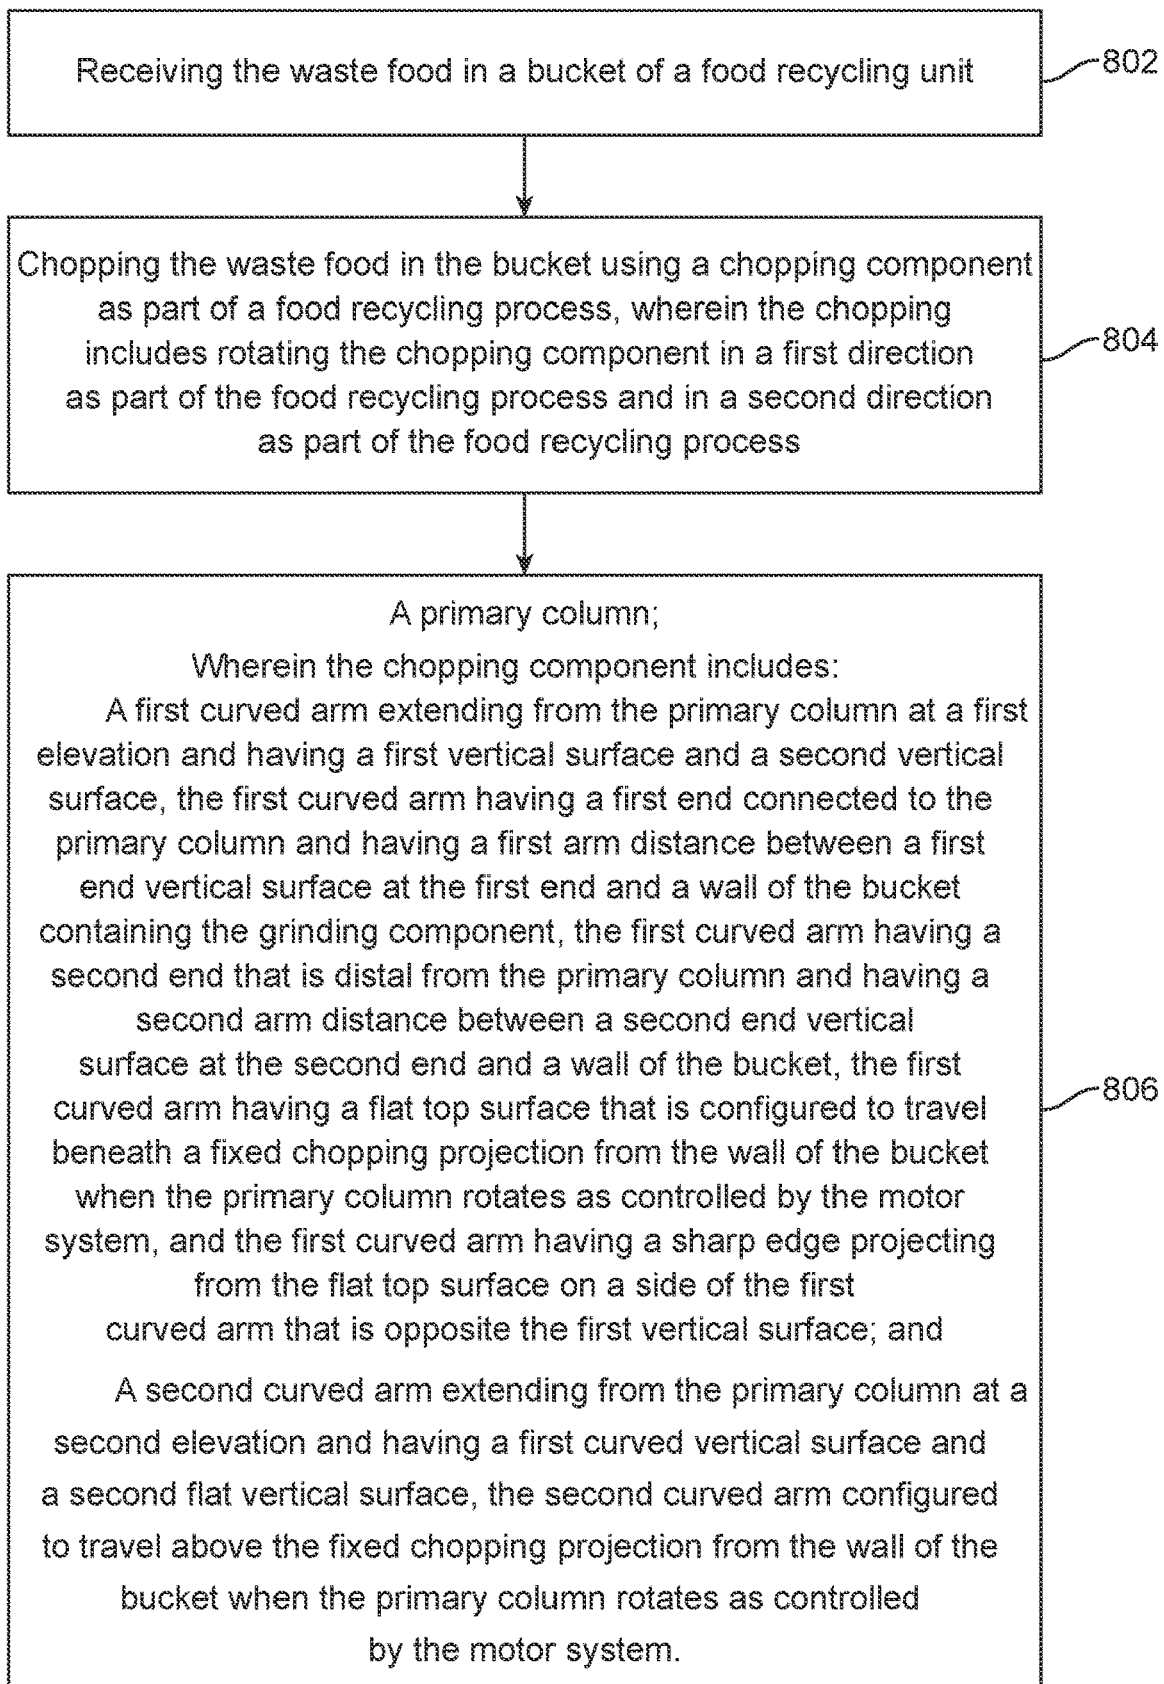 Receiving the waste food in a bucket of a food recycling unit
802
Chopping the waste food in the bucket using a chopping component
as part of a food recycling process, wherein the chopping
includes rotating the chopping component in a first direction
as part of the food recycling process and in a second direction
as part of the food recycling process
804
A primary column;
Wherein the chopping component includes:
A first curved arm extending from the primary column at a first
elevation and having a first vertical surface and a second vertical
surface, the first curved arm having a first end connected to the
primary column and having a first arm distance between a first
end vertical surface at the first end and a wall of the bucket
containing the grinding component, the first curved arm having a
second end that is distal from the primary column and having a
second arm distance between a second end vertical
surface at the second end and a wall of the bucket, the first
curved arm having a flat top surface that is configured to travel
beneath a fixed chopping projection from the wall of the bucket
when the primary column rotates as controlled by the motor
system, and the first curved arm having a sharp edge projecting
from the flat top surface on a side of the first
curved arm that is opposite the first vertical surface; and
A second curved arm extending from the primary column at a
second elevation and having a first curved vertical surface and
a second flat vertical surface, the second curved arm configured
to travel above the fixed chopping projection from the wall of the
bucket when the primary column rotates as controlled
by the motor system.
806